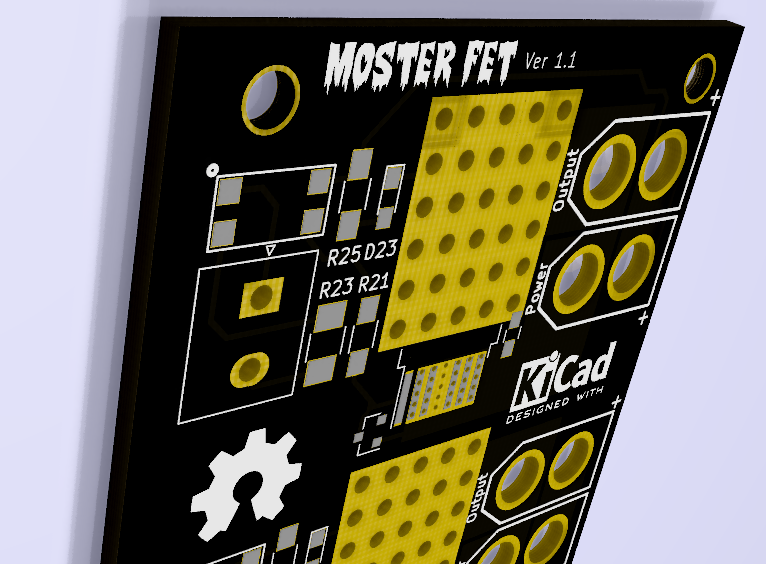 MOSTER FET Ver 1.1
+
Output
R25 D23
R23 R21
Power
+
KiCad
DESIGNED WITH
+
Output